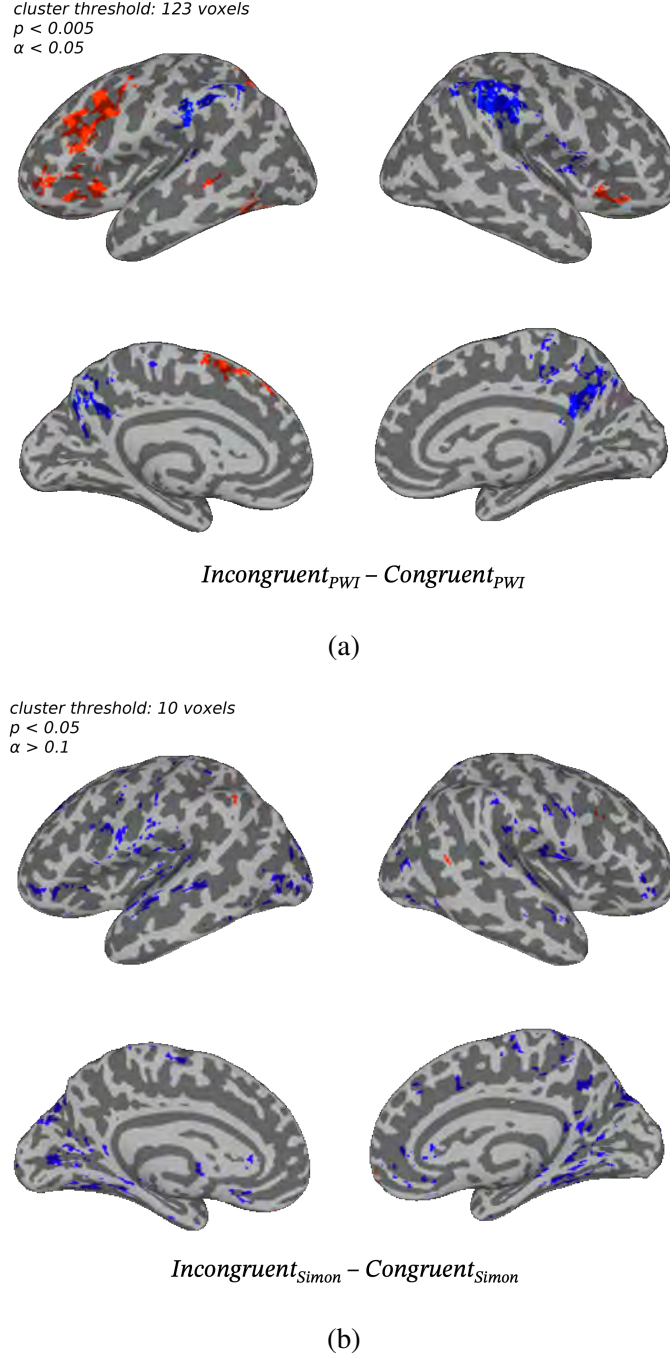 cluster threshold: 123 voxels
p < 0.005
α < 0.05
Incongruent_PWI – Congruent_PWI
(a)
cluster threshold: 10 voxels
p < 0.05
α > 0.1
Incongruent_Simon – Congruent_Simon
(b)